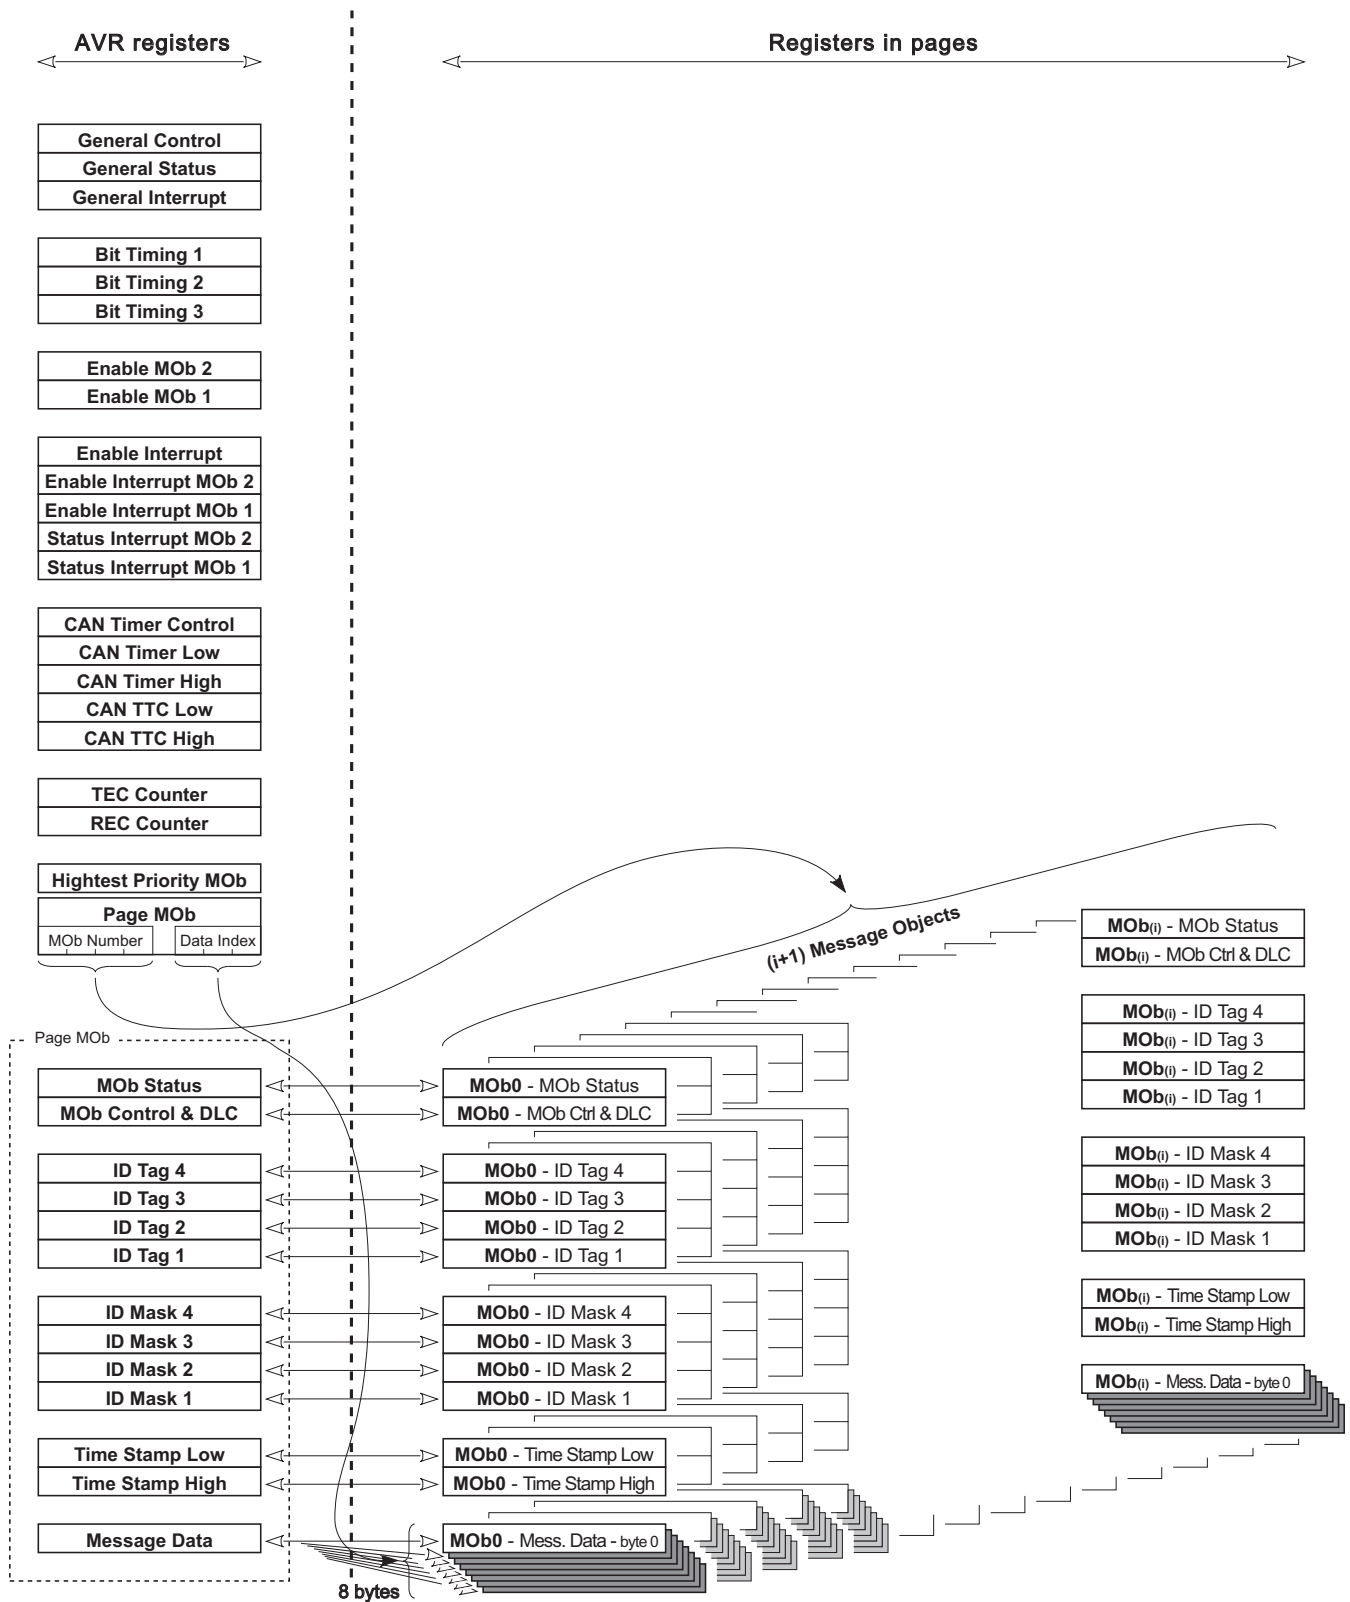 AVR registers
Registers in pages
General Control
General Status
General Interrupt
Bit Timing 1
Bit Timing 2
Bit Timing 3
Enable MOb 2
Enable MOb 1
Enable Interrupt
Enable Interrupt MOb 2
Enable Interrupt MOb 1
Status Interrupt MOb 2
Status Interrupt MOb 1
CAN Timer Control
CAN Timer Low
CAN Timer High
CAN TTC Low
CAN TTC High
TEC Counter
REC Counter
Hightest Priority MOb
Page MOb
MOb Number
Data Index
Page MOb
MOb Status
MOb Control & DLC
ID Tag 4
ID Tag 3
ID Tag 2
ID Tag 1
ID Mask 4
ID Mask 3
ID Mask 2
ID Mask 1
Time Stamp Low
Time Stamp High
Message Data
8 bytes
MOb0 - MOb Status
MOb0 - MOb Ctrl & DLC
MOb0 - ID Tag 4
MOb0 - ID Tag 3
MOb0 - ID Tag 2
MOb0 - ID Tag 1
MOb0 - ID Mask 4
MOb0 - ID Mask 3
MOb0 - ID Mask 2
MOb0 - ID Mask 1
MOb0 - Time Stamp Low
MOb0 - Time Stamp High
MOb0 - Mess. Data - byte 0
(i+1) Message Objects
MOb(i) - MOb Status
MOb(i) - MOb Ctrl & DLC
MOb(i) - ID Tag 4
MOb(i) - ID Tag 3
MOb(i) - ID Tag 2
MOb(i) - ID Tag 1
MOb(i) - ID Mask 4
MOb(i) - ID Mask 3
MOb(i) - ID Mask 2
MOb(i) - ID Mask 1
MOb(i) - Time Stamp Low
MOb(i) - Time Stamp High
MOb(i) - Mess. Data - byte 0